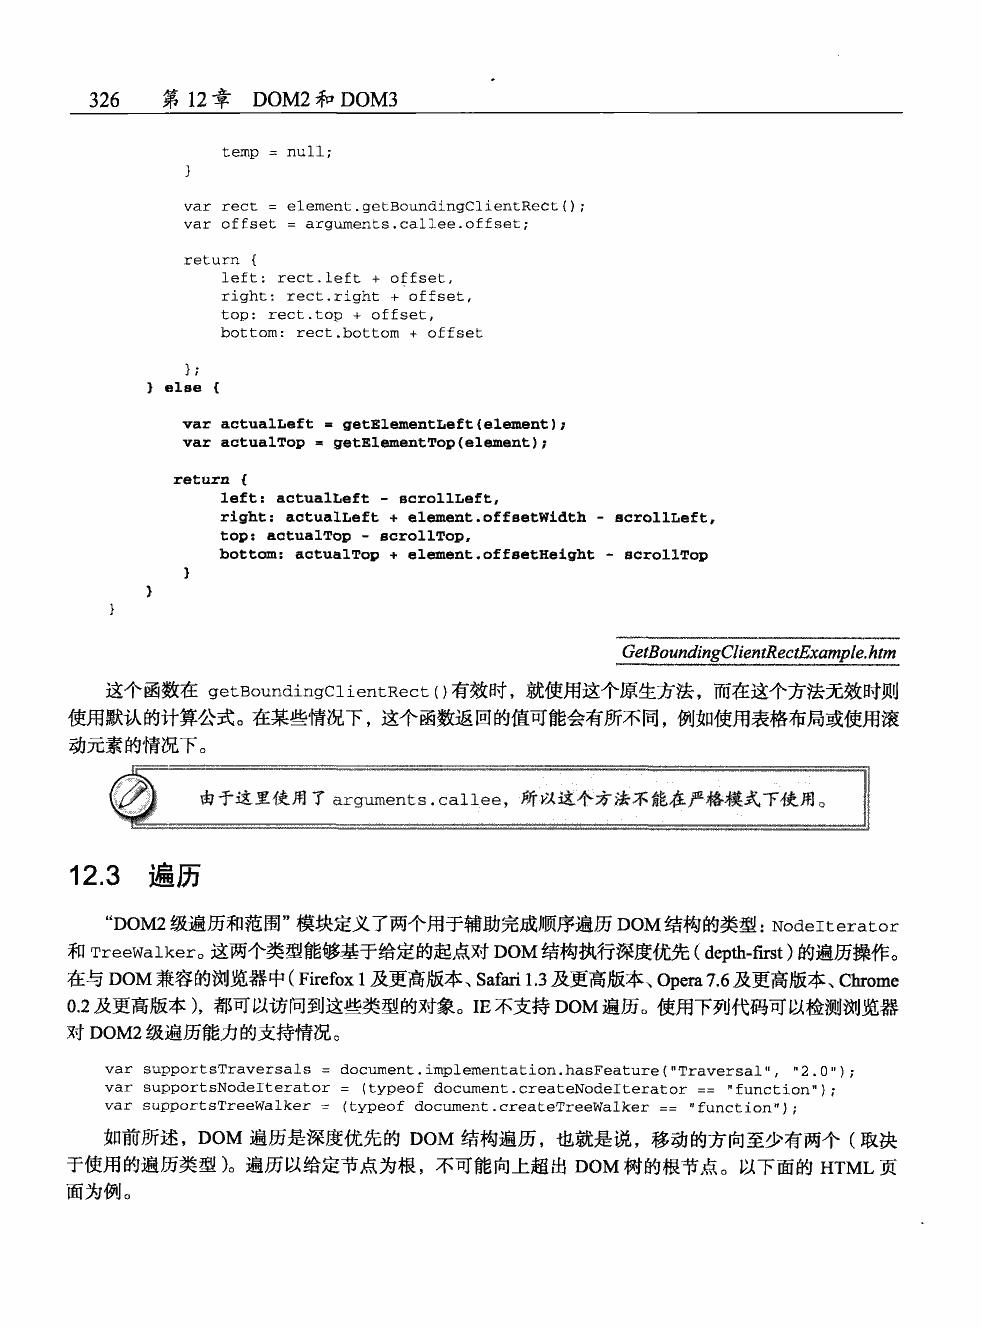 326 第 12 章 DOM2 和 DOM3
temp = null;
}
var rect = element.getBoundingClientRect();
var offset = arguments.callee.offset;
return {
left: rect.left + offset,
right: rect.right + offset,
top: rect.top + offset,
bottom: rect.bottom + offset
};
} else {
var actualLeft = getElementLeft(element);
var actualTop = getElementTop(element);
return {
left: actualLeft - scrollLeft,
right: actualLeft + element.offsetWidth - scrollLeft,
top: actualTop - scrollTop,
bottom: actualTop + element.offsetHeight - scrollTop
}
}
}
GetBoundingClientRectExample.htm
这个函数在 getBoundingClientRect()有效时，就使用这个原生方法，而在这个方法无效时则
使用默认的计算公式。在某些情况下，这个函数返回的值可能会有所不同，例如使用表格布局或使用滚
动元素的情况下。
由于这里使用了 arguments.callee，所以这个方法不能在严格模式下使用。
12.3 遍历
“DOM2 级遍历和范围”模块定义了两个用于辅助完成顺序遍历 DOM 结构的类型：NodeIterator
和 TreeWalker。这两个类型能够基于给定的起点对 DOM 结构执行深度优先（depth-first）的遍历操作。
在与 DOM 兼容的浏览器中（Firefox 1 及更高版本、Safari 1.3 及更高版本、Opera 7.6 及更高版本、Chrome
0.2 及更高版本），都可以访问到这些类型的对象。IE 不支持 DOM 遍历。使用下列代码可以检测浏览器
对 DOM2 级遍历能力的支持情况。
var supportsTraversals = document.implementation.hasFeature("Traversal", "2.0");
var supportsNodeIterator = (typeof document.createNodeIterator == "function");
var supportsTreeWalker = (typeof document.createTreeWalker == "function");
如前所述，DOM 遍历是深度优先的 DOM 结构遍历，也就是说，移动的方向至少有两个（取决
于使用的遍历类型）。遍历以给定节点为根，不可能向上超出 DOM 树的根节点。以下面的 HTML 页
面为例。